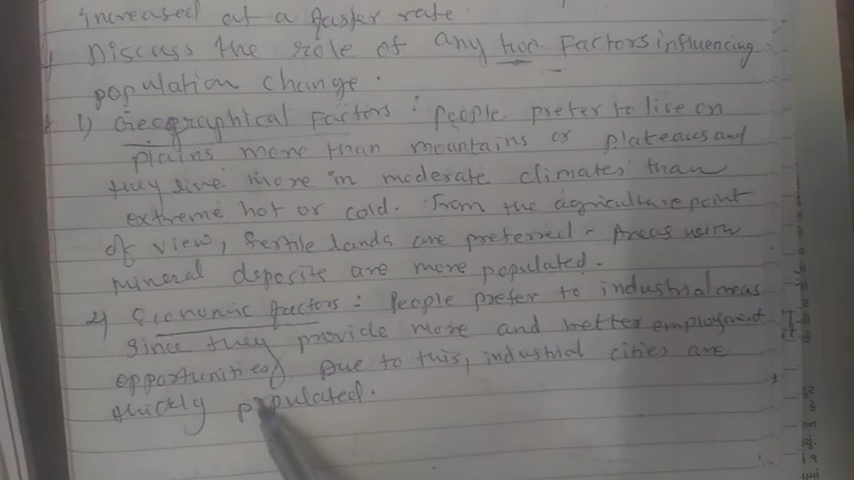 increased at a faster rate.
Discuss the role of any two Factors influencing
population change.
1) Geographical Factors : People prefer to live on
plains more than mountains or plateaus and
they live more in moderate climates than
extreme hot or cold. From the agriculture point
of view, fertile lands are preferred - Areas with
mineral deposite are more populated.
2) Economic factors : People prefer to industrial areas
since they provide more and better employment
opportunities Due to this, industrial cities are
thickly populated.